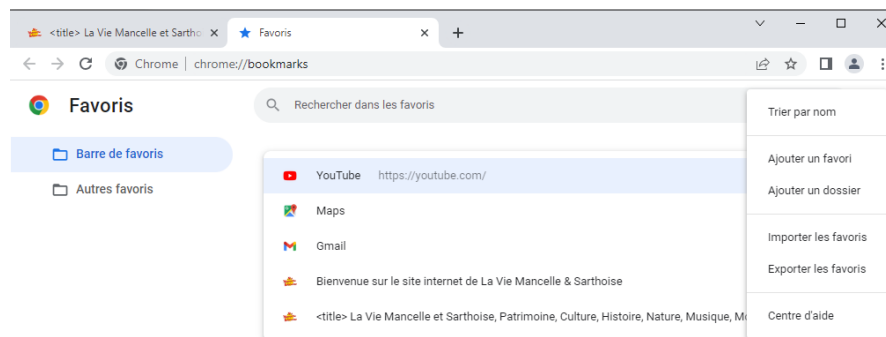 <title> La Vie Mancelle et Sartho
Favoris
Chrome | chrome://bookmarks
Favoris
Rechercher dans les favoris
Trier par nom
Barre de favoris
Ajouter un favori
Autres favoris
YouTube https://youtube.com/
Ajouter un dossier
Maps
Importer les favoris
Gmail
Exporter les favoris
Bienvenue sur le site internet de La Vie Mancelle & Sarthoise
<title> La Vie Mancelle et Sarthoise, Patrimoine, Culture, Histoire, Nature, Musique,
Centre d'aide